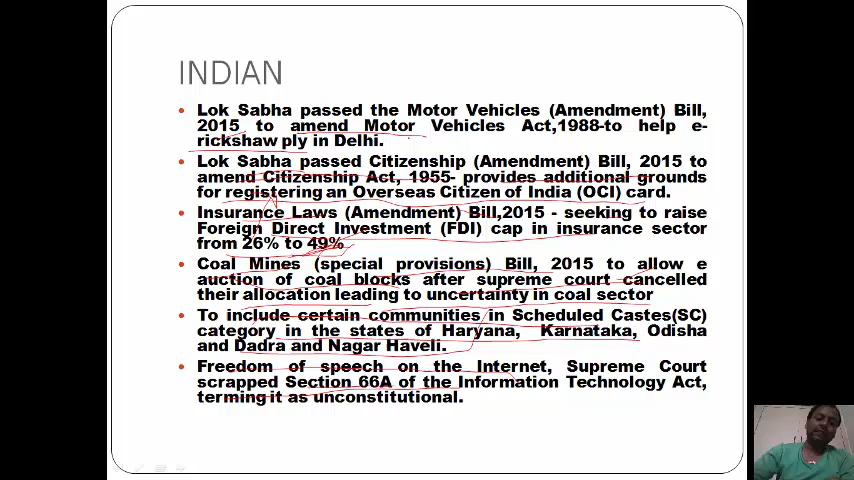 INDIAN
• Lok Sabha passed the Motor Vehicles (Amendment) Bill,
2015 to amend Motor Vehicles Act,1988-to help e-
rickshaw ply in Delhi.
• Lok Sabha passed Citizenship (Amendment) Bill, 2015 to
amend Citizenship Act, 1955- provides additional grounds
for registering an Overseas Citizen of India (OCI) card.
• Insurance Laws (Amendment) Bill,2015 - seeking to raise
Foreign Direct Investment (FDI) cap in insurance sector
from 26% to 49%
• Coal Mines (special provisions) Bill, 2015 to allow e
auction of coal blocks after supreme court cancelled
their allocation leading to uncertainty in coal sector
• To include certain communities in Scheduled Castes(SC)
category in the states of Haryana, Karnataka, Odisha
and Dadra and Nagar Haveli.
• Freedom of speech on the Internet, Supreme Court
scrapped Section 66A of the Information Technology Act,
terming it as unconstitutional.